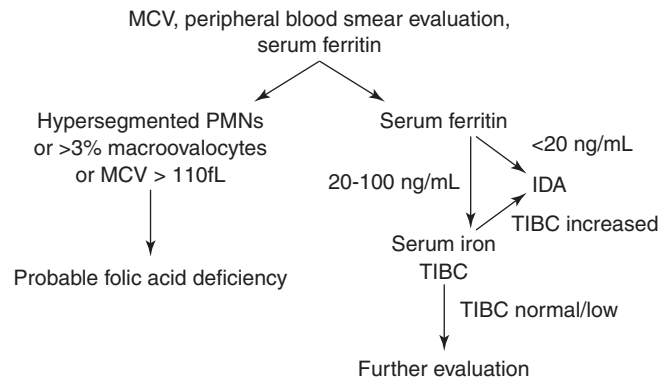 MCV, peripheral blood smear evaluation,
serum ferritin
Hypersegmented PMNs
or >3% macroovalocytes
or MCV > 110fL
Probable folic acid deficiency
Serum ferritin
<20 ng/mL
20-100 ng/mL
IDA
TIBC increased
Serum iron
TIBC
TIBC normal/low
Further evaluation